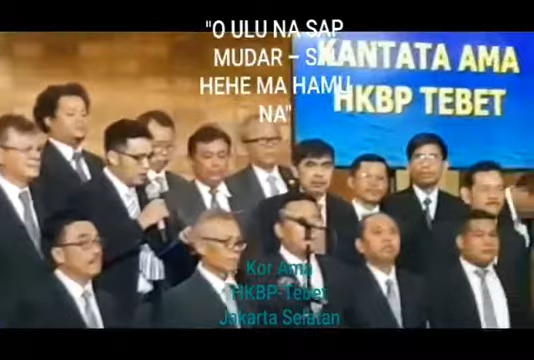 "O ULU NA SAP
MUDAR – S
HEHE MA HAMU
NA"
KANTATA AMA
HKBP TEBET
Kor Ama
HKBP-Tebet
Jakarta Selatan